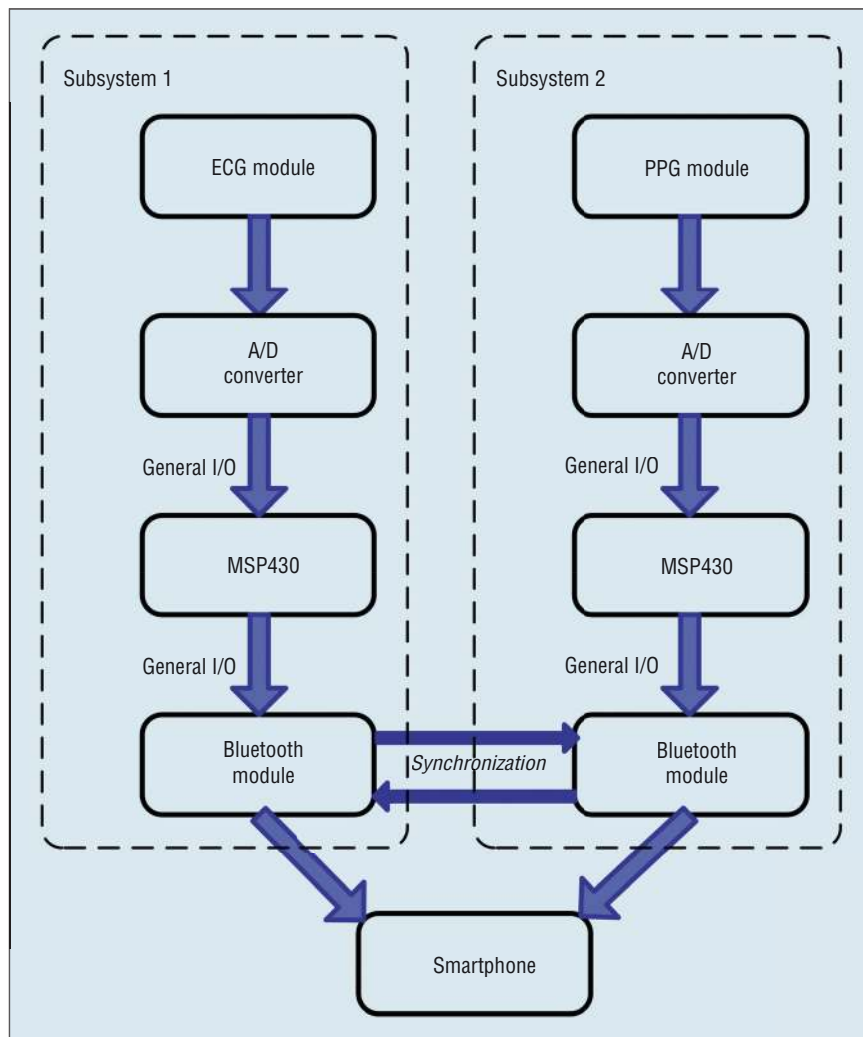 Subsystem 1
ECG module
A/D
converter
General I/O
MSP430
General I/O
Bluetooth
module
Subsystem 2
PPG module
A/D
converter
General I/O
MSP430
General I/O
Bluetooth
module
Synchronization
Smartphone